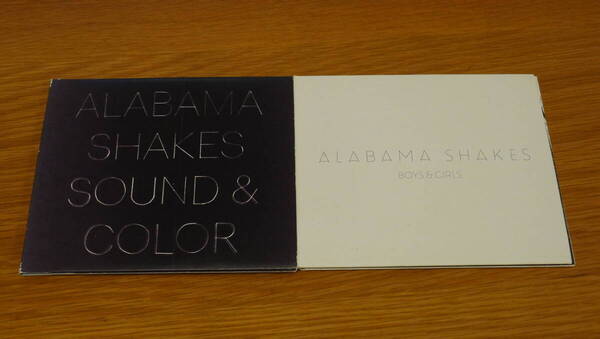 ALABAMA
SHAKES
SOUND &
COLOR
ALABAMA SHAKES
BOYS & GIRLS